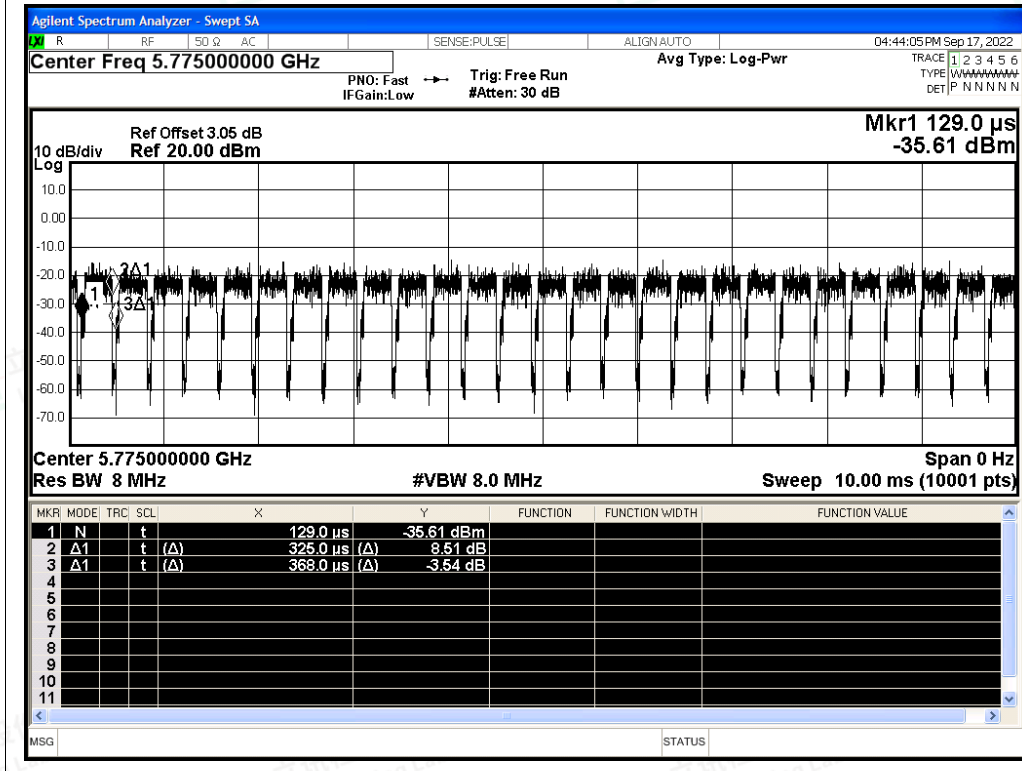 Agilent Spectrum Analyzer - Swept SA
LXI R RF 50 Ω AC SENSE:PULSE ALIGN AUTO 04:44:05 PM Sep 17, 2022
Center Freq 5.775000000 GHz Avg Type: Log-Pwr TRACE 1 2 3 4 5 6
PNO: Fast Trig: Free Run TYPE WWWWWW
IFGain:Low #Atten: 30 dB DET P N N N N N
Mkr1 129.0 µs
Ref Offset 3.05 dB
10 dB/div Ref 20.00 dBm -35.61 dBm
Log
10.0
0.00
-10.0
-20.0
2Δ1
1
-30.0
3Δ1
-40.0
-50.0
-60.0
-70.0
Center 5.775000000 GHz Span 0 Hz
Res BW 8 MHz #VBW 8.0 MHz Sweep 10.00 ms (10001 pts)
MKR MODE TRC SCL X Y FUNCTION FUNCTION WIDTH FUNCTION VALUE
1 N t 129.0 µs -35.61 dBm
2 Δ1 t (Δ) 325.0 µs (Δ) 8.51 dB
3 Δ1 t (Δ) 368.0 µs (Δ) -3.54 dB
4
5
6
7
8
9
10
11
MSG STATUS